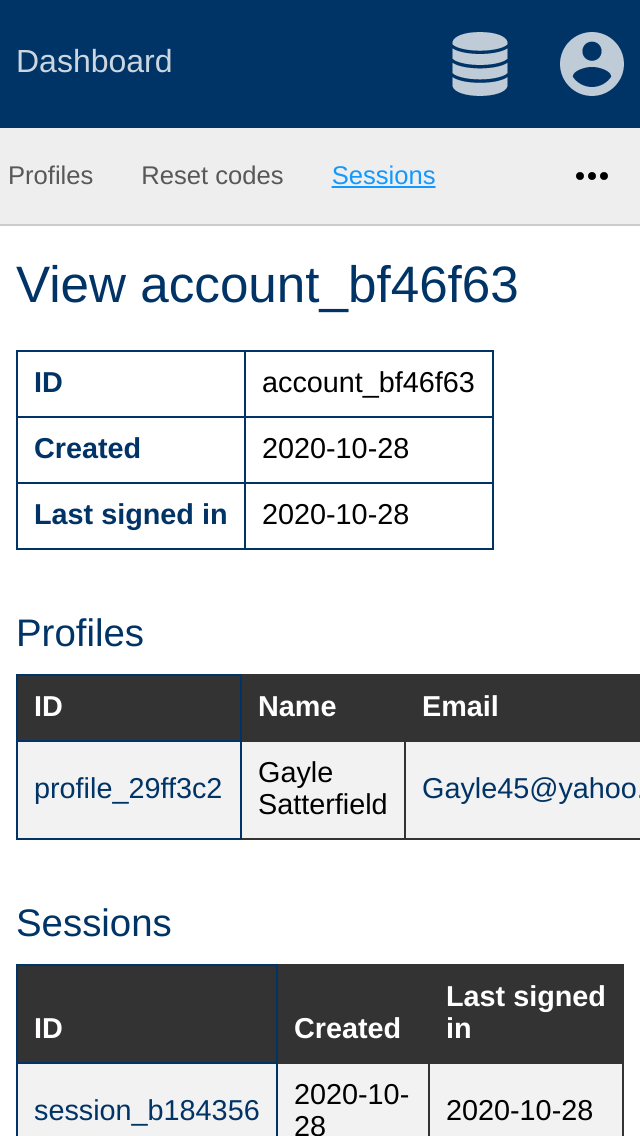 Dashboard
Profiles Reset codes Sessions
View account_bf46f63
ID account_bf46f63
Created 2020-10-28
Last signed in 2020-10-28
Profiles
ID Name Email
profile_29ff3c2 Gayle Satterfield Gayle45@yahoo.
Sessions
ID Created Last signed in
session_b184356 2020-10-28 2020-10-28